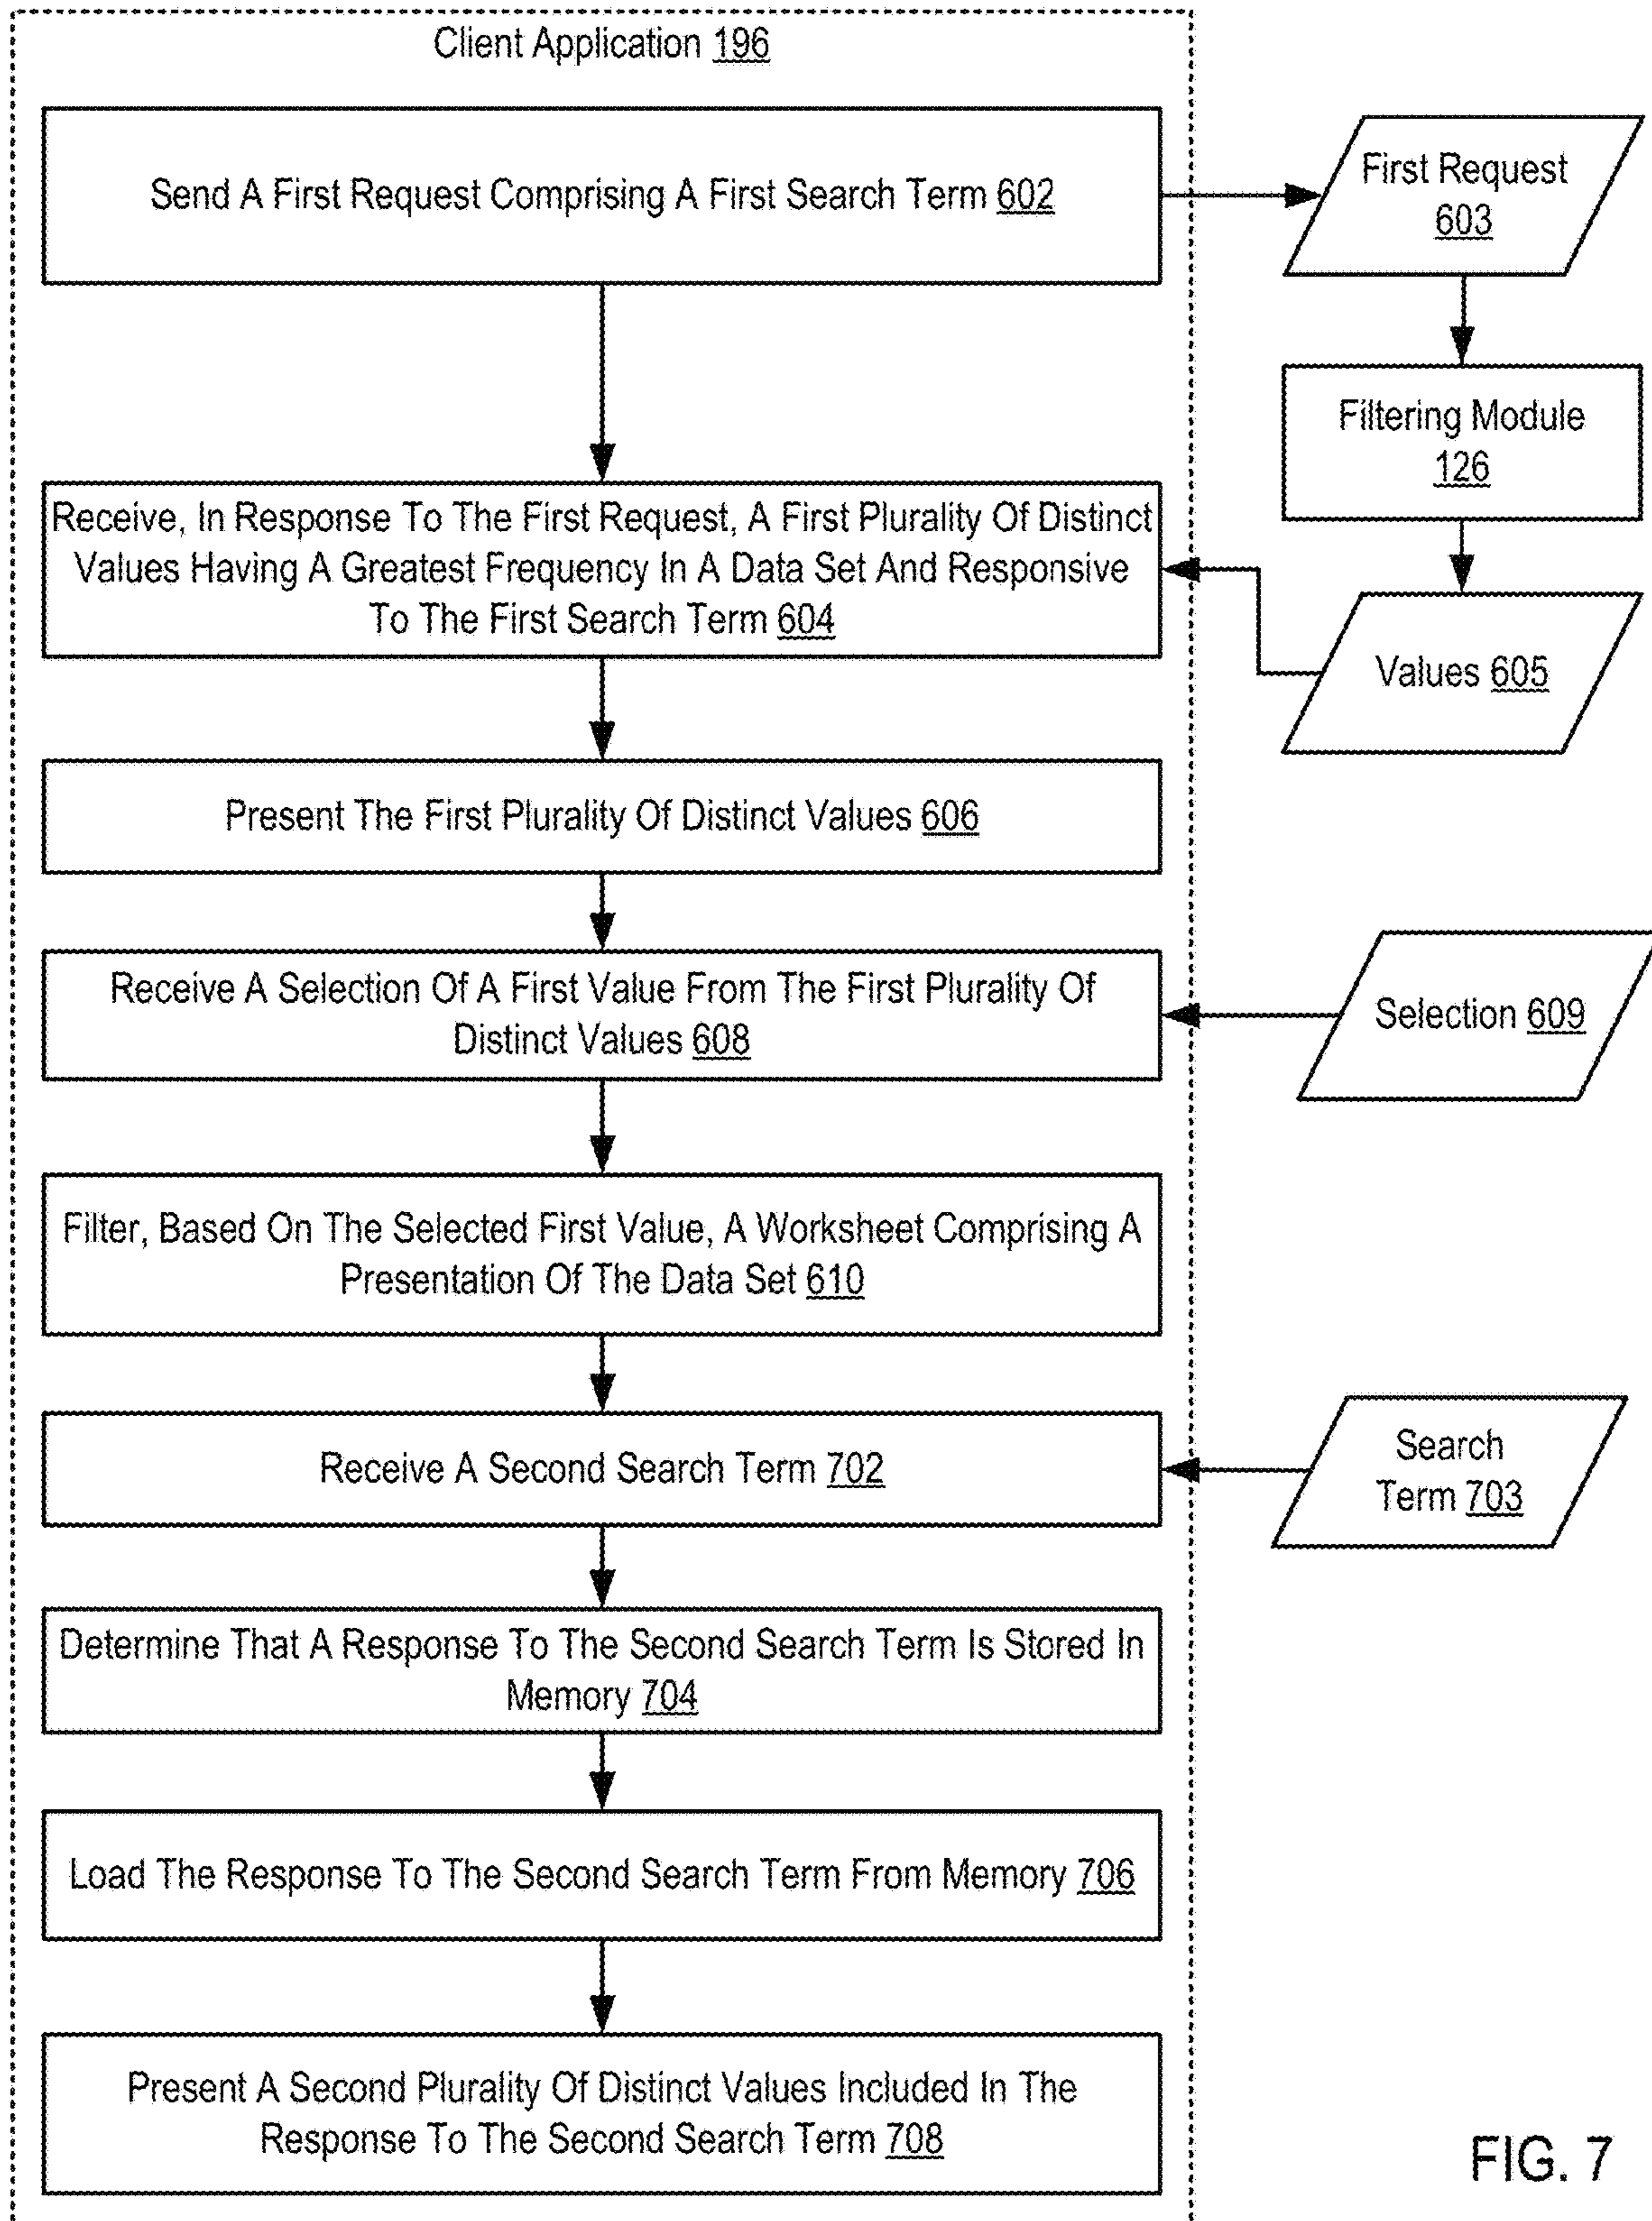 Client Application 196
Send A First Request Comprising A First Search Term 602
First Request
603
Filtering Module
126
Receive, In Response To The First Request, A First Plurality Of Distinct
Values Having A Greatest Frequency In A Data Set And Responsive
To The First Search Term 604
Values 605
Present The First Plurality Of Distinct Values 606
Receive A Selection Of A First Value From The First Plurality Of
Distinct Values 608
Selection 609
Filter, Based On The Selected First Value, A Worksheet Comprising A
Presentation Of The Data Set 610
Receive A Second Search Term 702
Search
Term 703
Determine That A Response To The Second Search Term Is Stored In
Memory 704
Load The Response To The Second Search Term From Memory 706
Present A Second Plurality Of Distinct Values Included In The
Response To The Second Search Term 708
FIG. 7